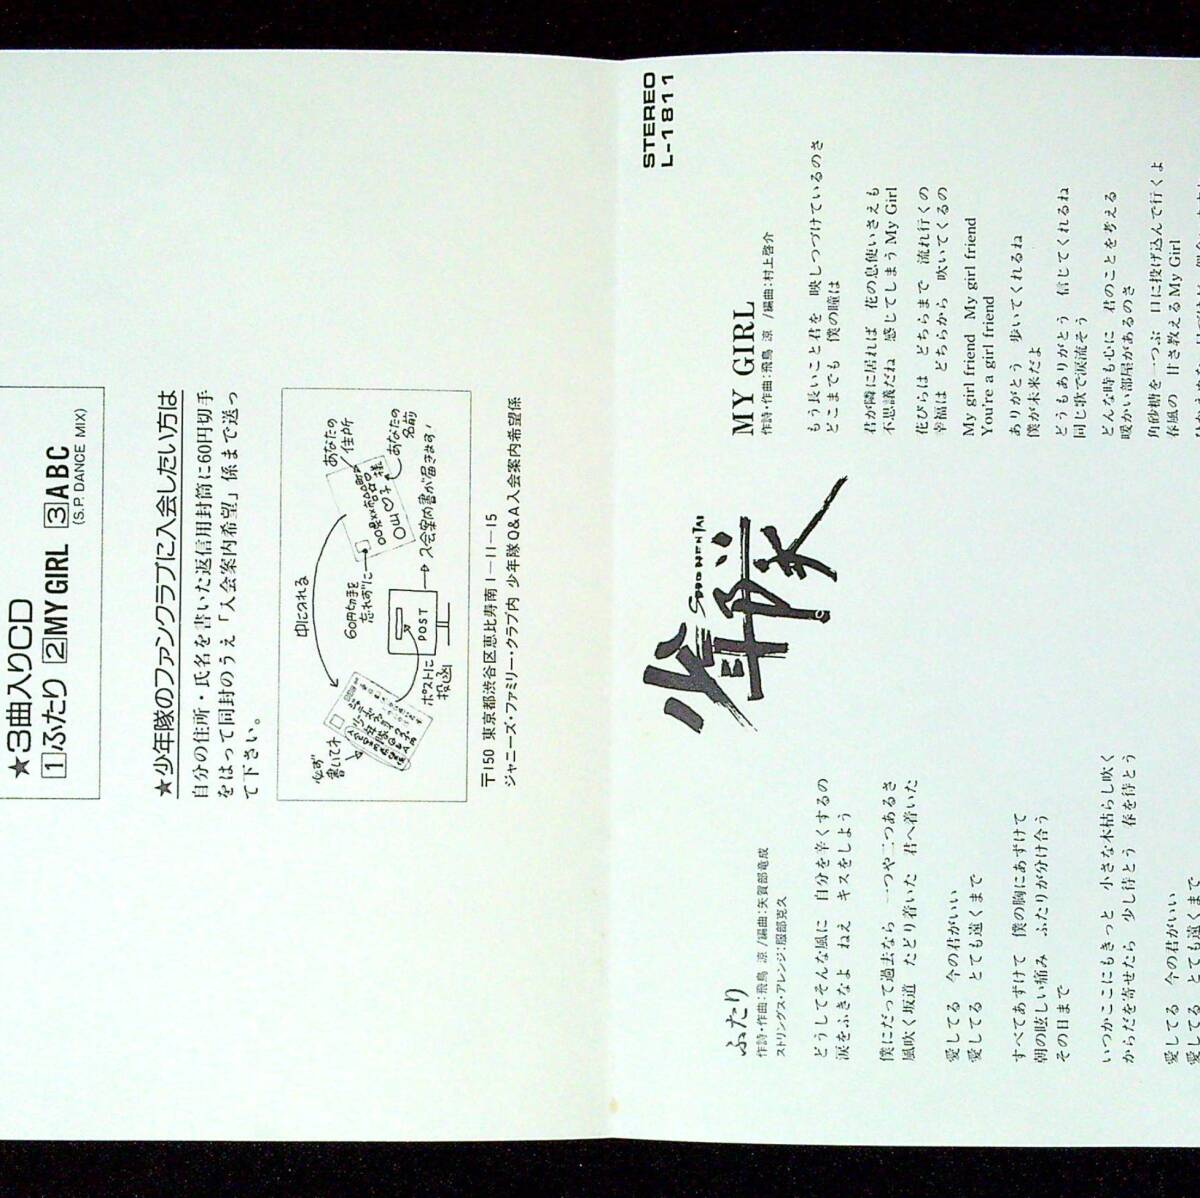 ★3曲入りCD
1ふたり 2MY GIRL 3ABC
(S.P. DANCE MIX)
★少年隊のファンクラブに入会したい方は
自分の住所・氏名を書いた返信用封筒に60円切手
をはって同封のうえ「入会案内希望」係まで送っ
て下さい。
あなたの
住所
あなたの
名前
中に入れる
60円切手を
忘れずに
POST
入会案内書が届きます!
ポストに
投函
必ず
書いてネ
〒150 東京都渋谷区恵比寿南1-11-15
ジャニーズ・ファミリー・クラブ内 少年隊Q&A入会案内希望係
STEREO
L-1811
少年隊
SHONENTAI
ふたり
作詩・作曲:飛鳥 涼/編曲:矢賀部竜成
ストリングス・アレンジ:服部克久
どうしてそんな風に 自分を辛くするの
涙をふきなよ ねえ キスをしよう
僕にだって過去なら 一つや二つあるさ
風吹く坂道 たどり着いた 君へ着いた
愛してる 今の君がいい
愛してる とても遠くまで
すべてあずけて 僕の胸にあずけて
朝の眩しい痛み ふたりが分け合う
その日まで
いつかここにもきっと 小さな木枯らし吹く
からだを寄せたら 少し待とう 春を待とう
愛してる 今の君がいい
愛してる とても遠くまで
MY GIRL
作詩・作曲:飛鳥 涼/編曲:村上啓介
もう長いこと君を 映しつづけているのさ
どこまでも 僕の瞳は
君が隣に居れば 花の息使いさえも
不思議だね 感じてしまうMy Girl
花びらは どちらまで 流れ行くの
幸福は どちらから 吹いてくるの
My girl friend My girl friend
You're a girl friend
ありがとう 歩いてくれるね
僕が未来だよ
どうもありがとう 信じてくれるね
同じ歌で涙流そう
どんな時も心に 君のことを考える
暖かい部屋があるのさ
角砂糖を一つぶ 口に投げ込んで行くよ
春風の 甘さ教えるMy Girl